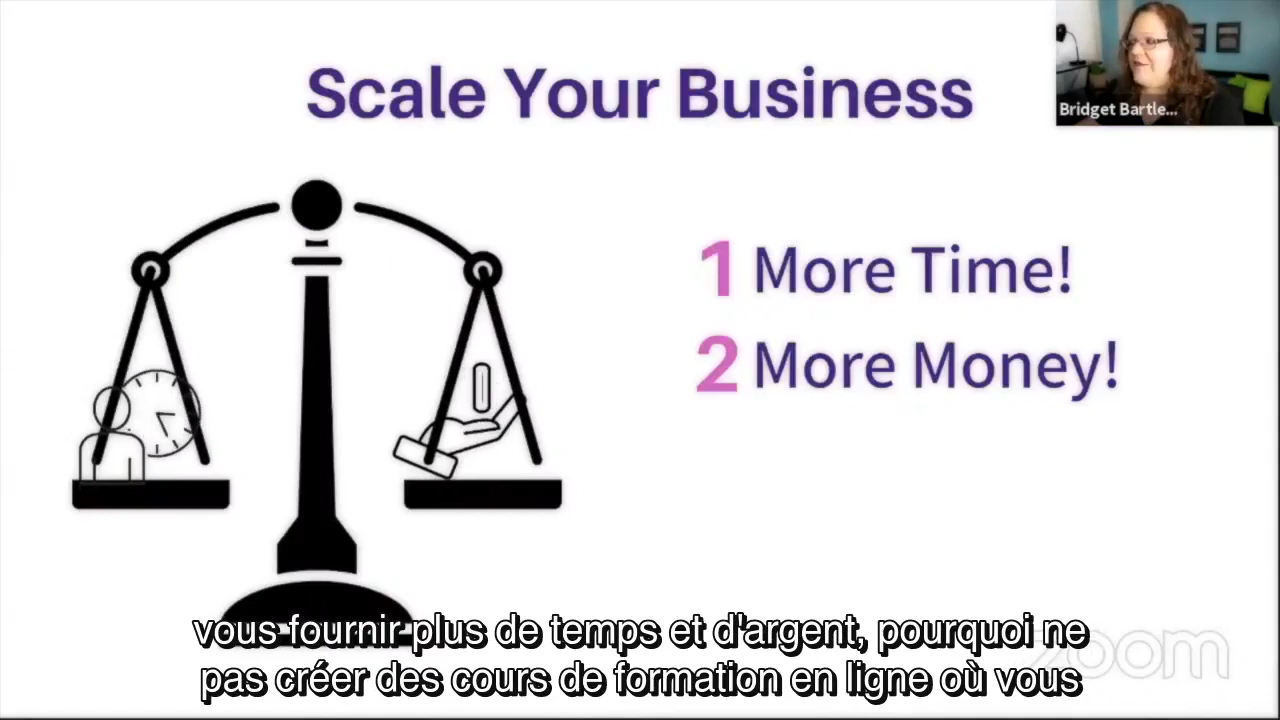 Scale Your Business
Bridget Bartle...
1 More Time!
2 More Money!
vous fournir plus de temps et d'argent, pourquoi ne
pas créer des cours de formation en ligne où vous
zoom